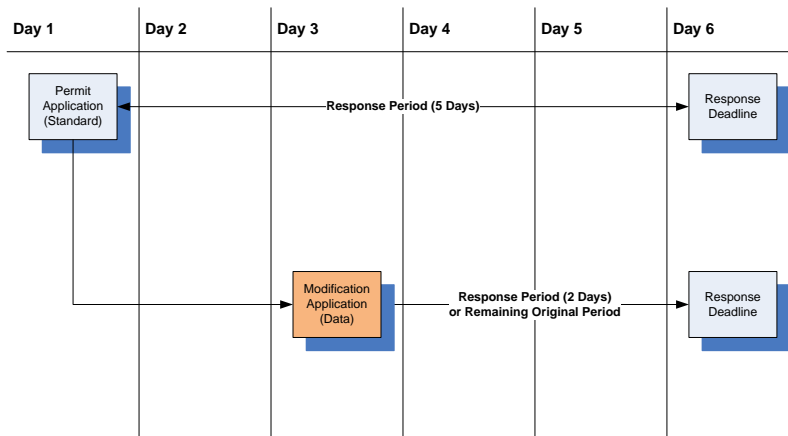 Day 1
Day 2
Day 3
Day 4
Day 5
Day 6
Permit
Application
(Standard)
Response Period (5 Days)
Response
Deadline
Modification
Application
(Data)
Response Period (2 Days)
or Remaining Original Period
Response
Deadline